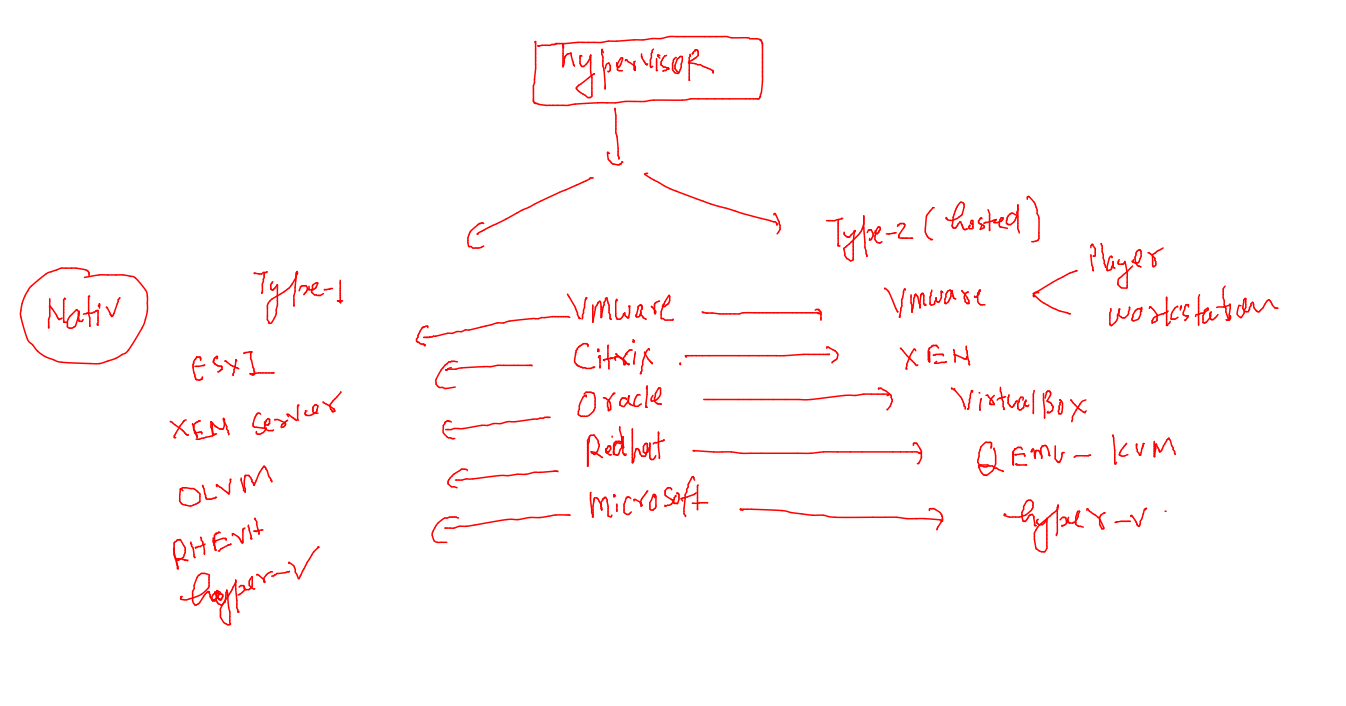 hypervisoR
Type-2 (hosted)
Player
Nativ
Type-1
VMware
Vmware
workstation
ESXI
Citrix
XEN
XEN Server
Oracle
VirtualBox
Redhat
QEMU-KVM
OLVM
Microsoft
hyper-v
RHEVH
hyper-V